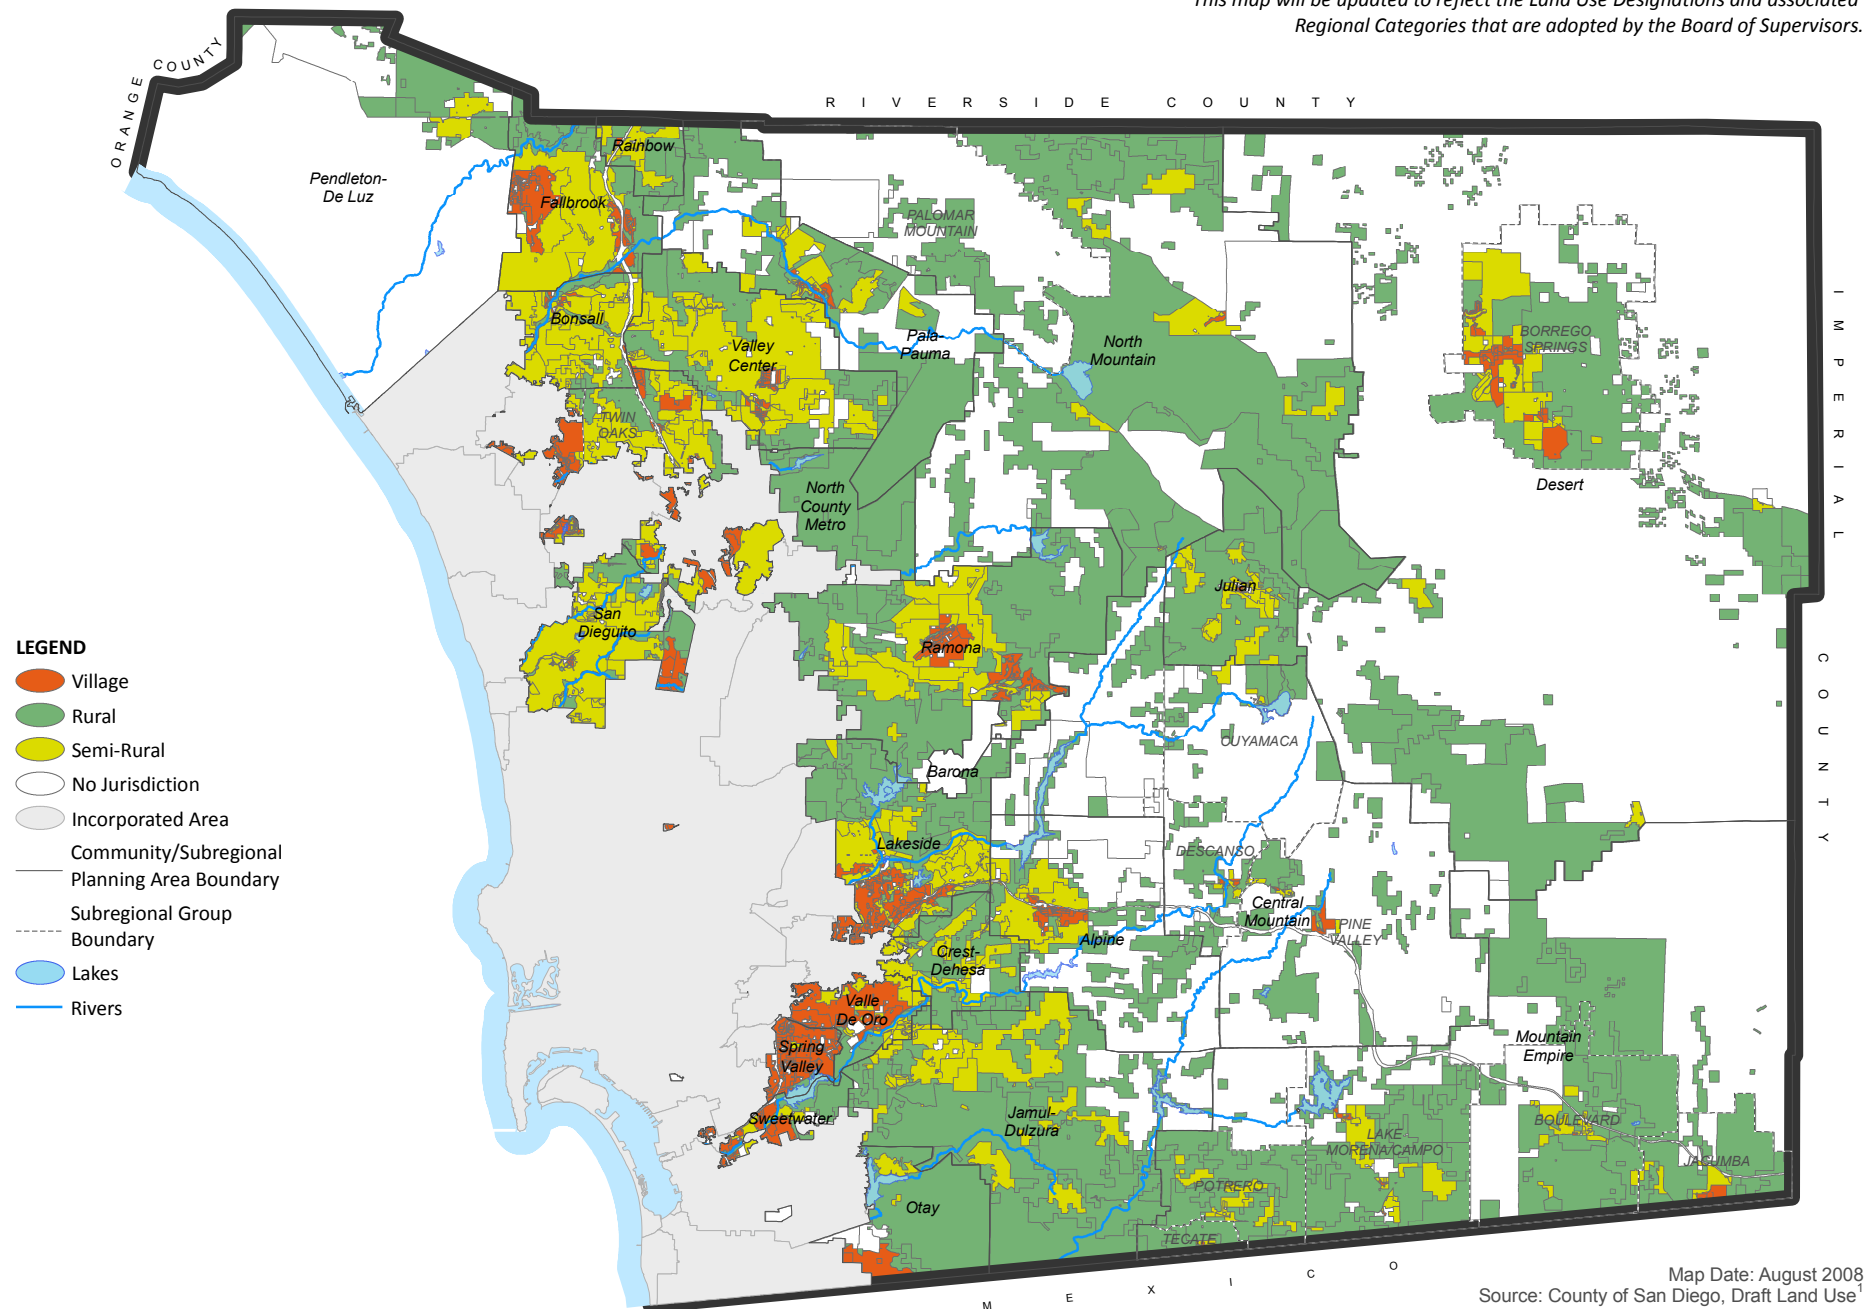 This map will be updated to reflect the Land Use Designations and associated
Regional Categories that are adopted by the Board of Supervisors.
ORANGE COUNTY
RIVERSIDE COUNTY
IMPERIAL COUNTY
MEXICO
Pendleton-
De Luz
Rainbow
Fallbrook
PALOMAR
MOUNTAIN
Bonsall
Valley
Center
Pala-
Pauma
North
Mountain
BORREGO
SPRINGS
TWIN
OAKS
North
County
Metro
Desert
Julian
San
Dieguito
Ramona
CUYAMACA
Barona
Lakeside
DESCANSO
Central
Mountain
PINE
VALLEY
Alpine
Crest-
Dehesa
Valle
De Oro
Spring
Valley
Mountain
Empire
Sweetwater
Jamul-
Dulzura
LAKE
MORENA/CAMPO
BOULEVARD
JACUMBA
POTRERO
Otay
TECATE
LEGEND
Village
Rural
Semi-Rural
No Jurisdiction
Incorporated Area
Community/Subregional
Planning Area Boundary
Subregional Group
Boundary
Lakes
Rivers
Map Date: August 2008
Source: County of San Diego, Draft Land Use1